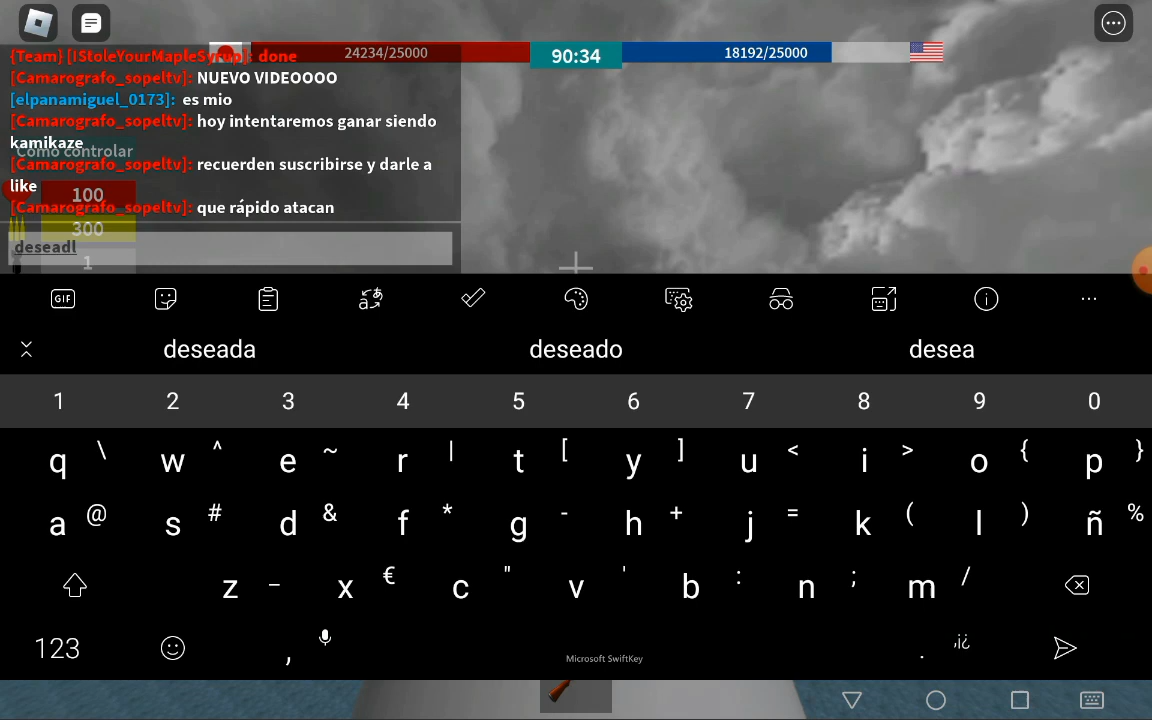 24234/25000
90:34
18192/25000
{Team} [IStoleYourMapleSyrup]: done
[Camarografo_sopeltv]: NUEVO VIDEOOOO
[elpanamiguel_0173]: es mio
[Camarografo_sopeltv]: hoy intentaremos ganar siendo
kamikaze
Como controlar
[Camarografo_sopeltv]: recuerden suscribirse y darle a
like
100
[Camarografo_sopeltv]: que rápido atacan
300
deseadl
1
GIF
deseada deseado desea
1 2 3 4 5 6 7 8 9 0
q \ w ^ e ~ r | t [ y ] u < i > o { p }
a @ s # d & f * g - h + j = k ( l ) ñ %
z _ x € c " v ' b : n ; m /
123 , Microsoft SwiftKey . ,¡¿